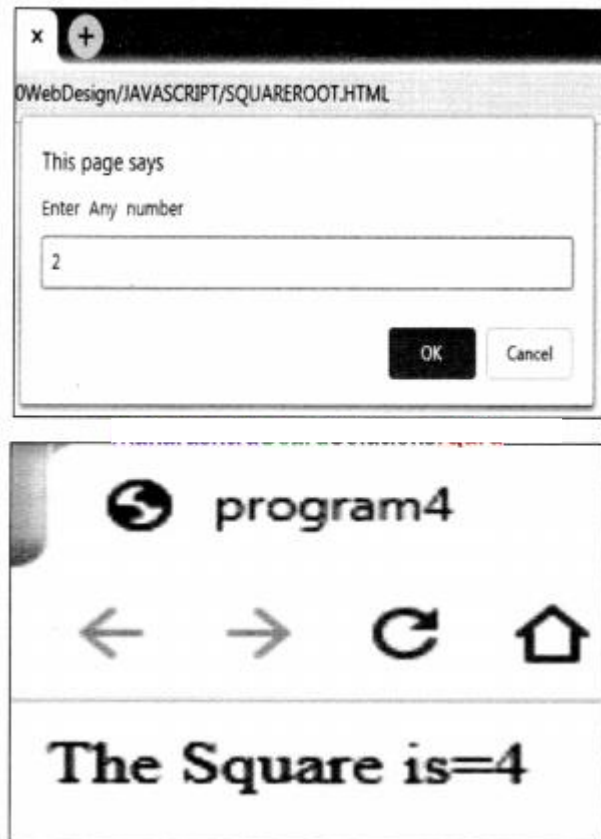 x +
0WebDesign/JAVASCRIPT/SQUAREROOT.HTML
This page says
Enter Any number
2
OK Cancel
program4
The Square is=4